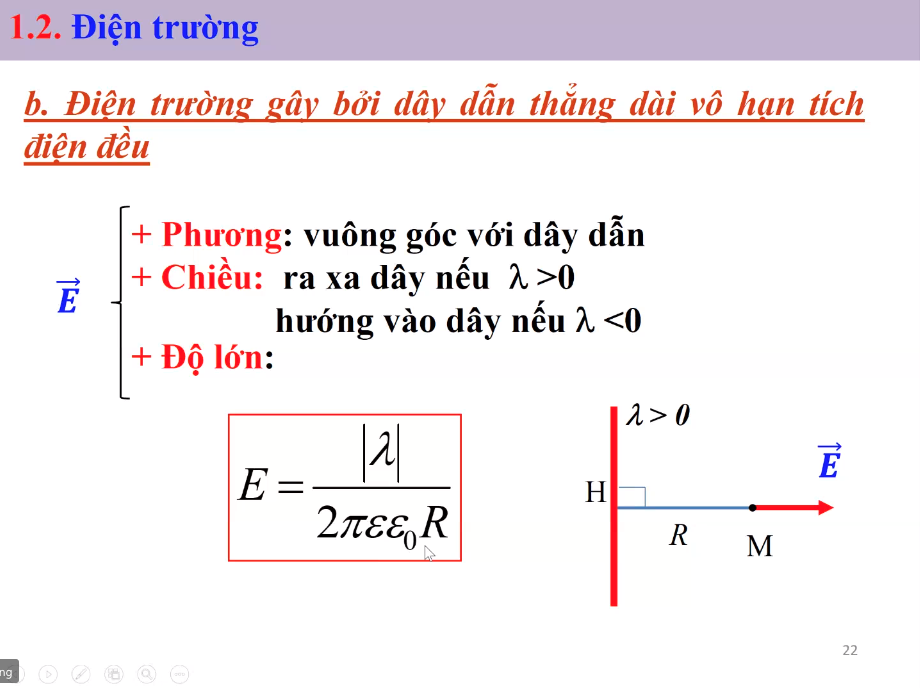 1.2. Điện trường
b. Điện trường gây bởi dây dẫn thẳng dài vô hạn tích
điện đều
+ Phương: vuông góc với dây dẫn
+ Chiều: ra xa dây nếu λ >0
hướng vào dây nếu λ <0
+ Độ lớn:
E⃗
E = |λ| / 2πεε₀R
λ > 0
E⃗
H
R
M
22
ng